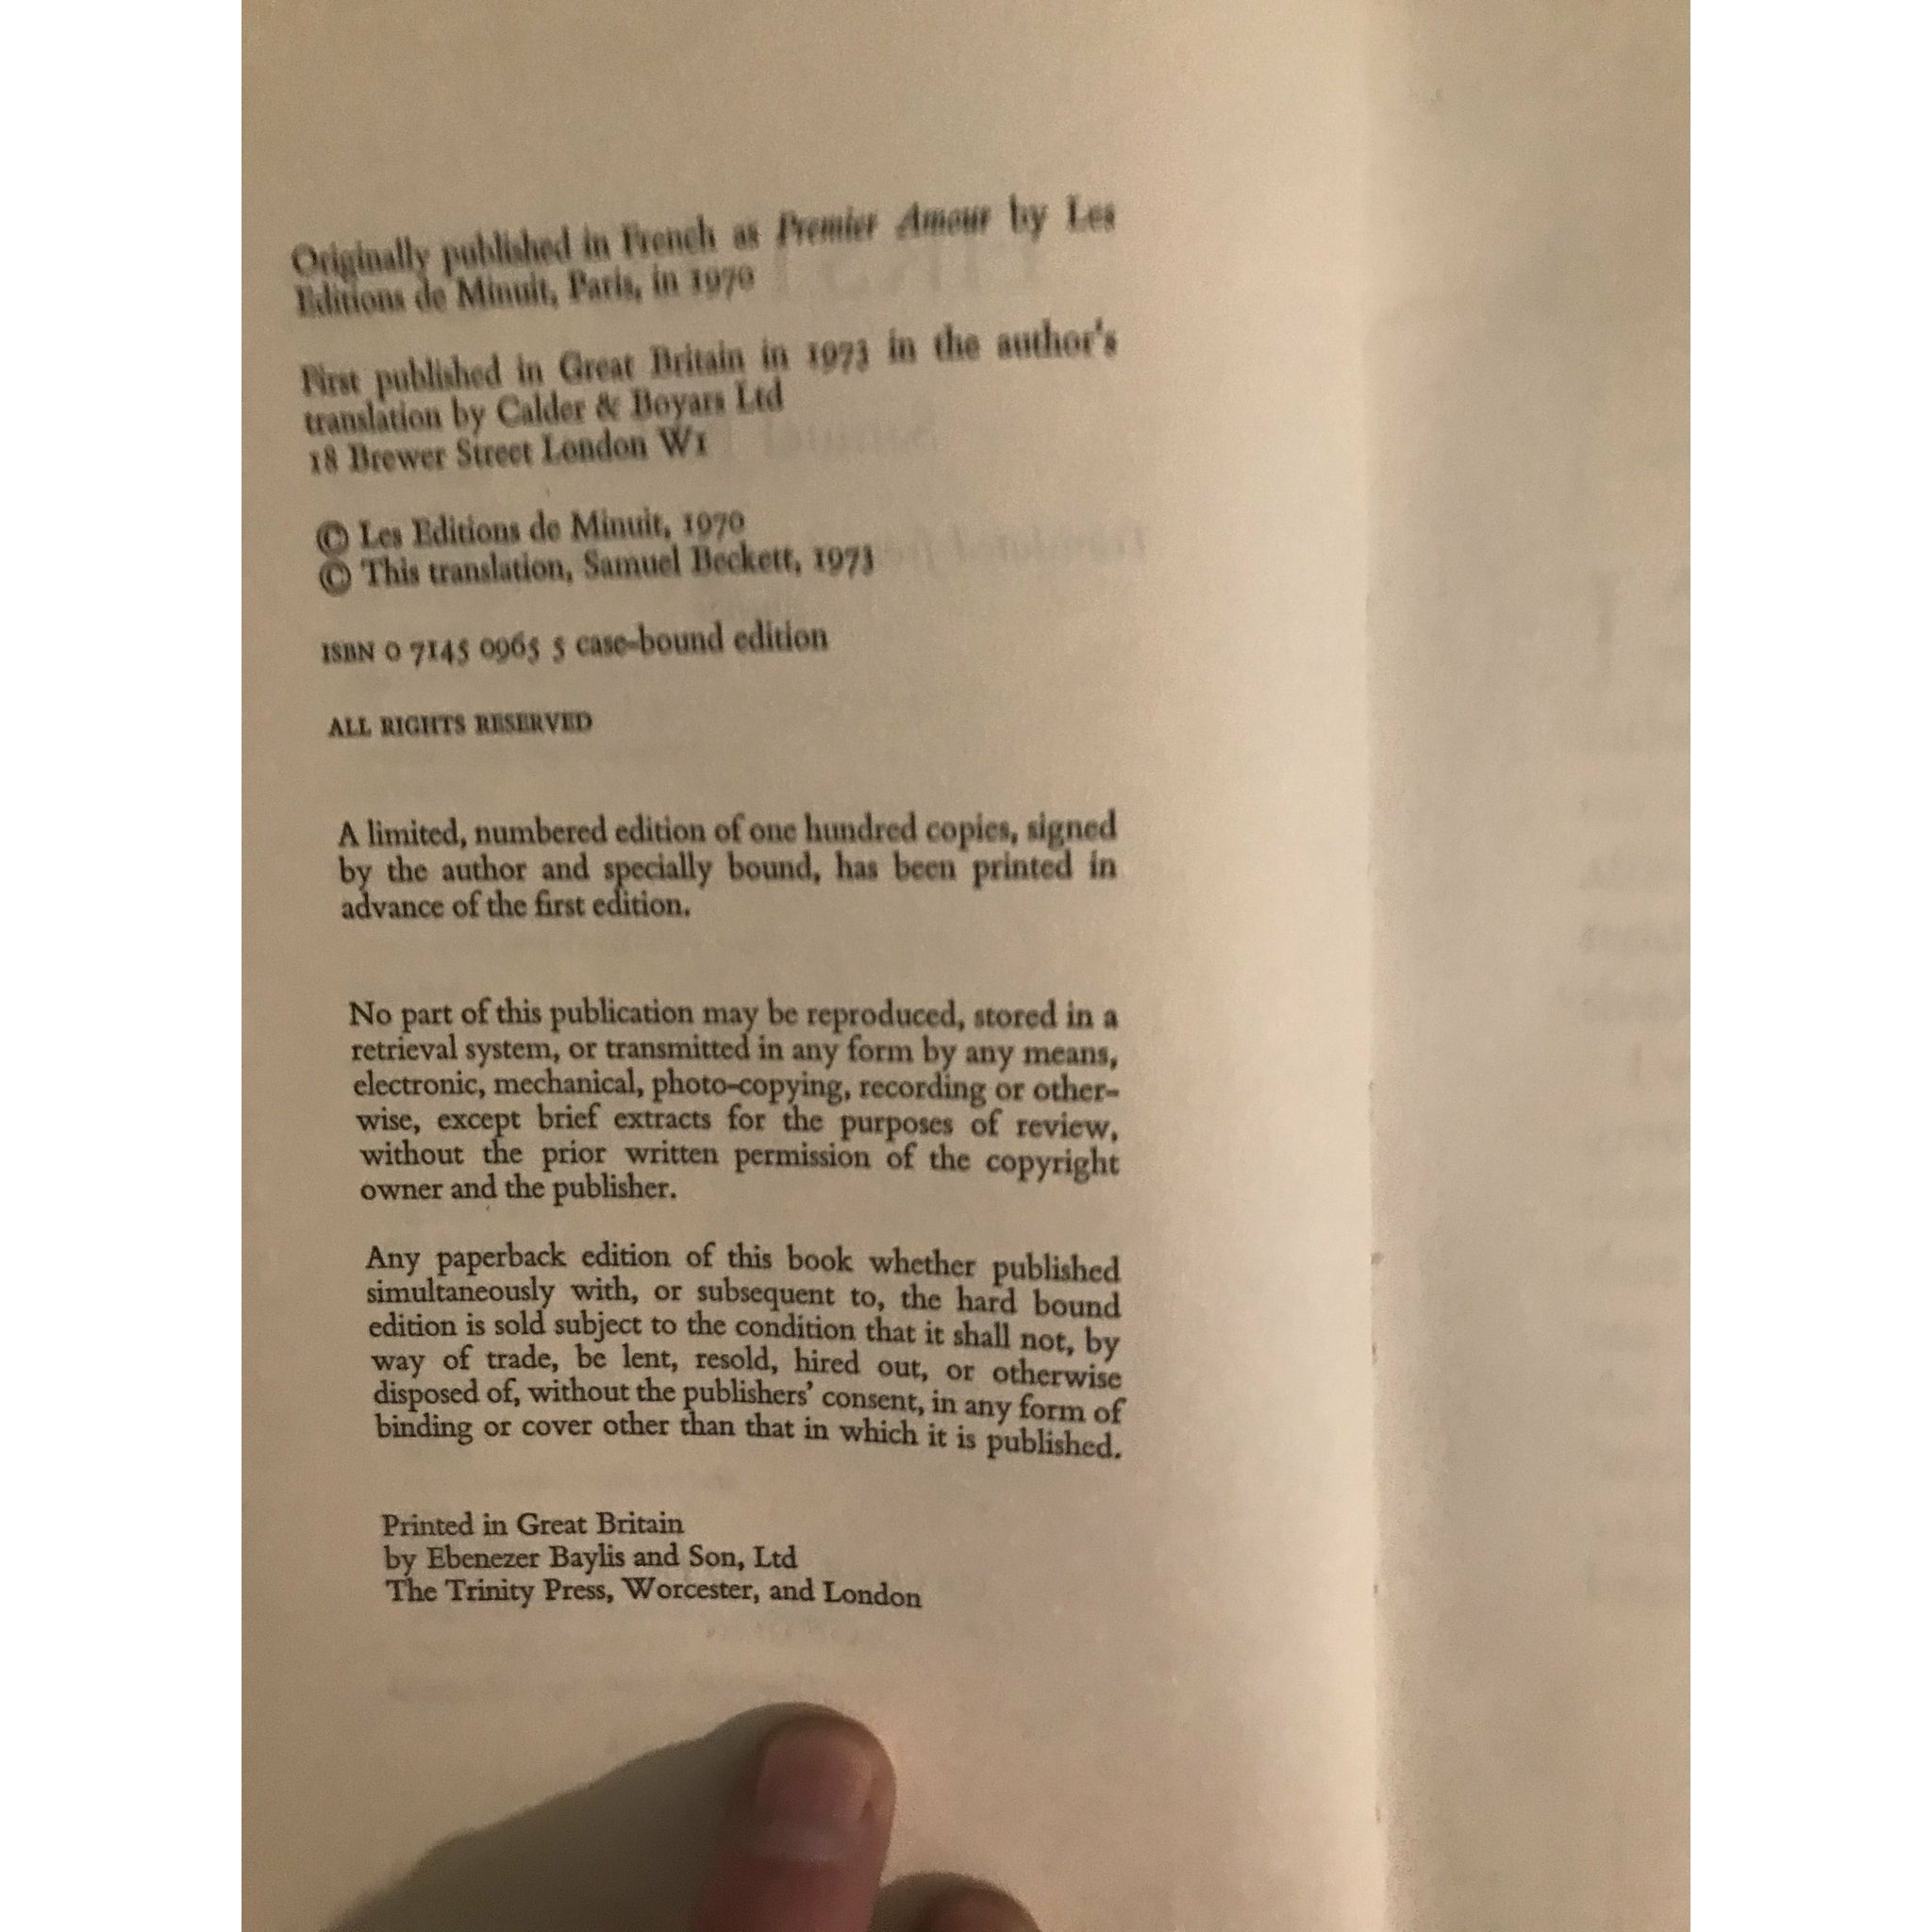 Originally published in French as Premier Amour by Les
Editions de Minuit, Paris, in 1970
First published in Great Britain in 1973 in the author's
translation by Calder & Boyars Ltd
18 Brewer Street London W1
© Les Editions de Minuit, 1970
© This translation, Samuel Beckett, 1973
ISBN 0 7145 0965 5 case-bound edition
ALL RIGHTS RESERVED
A limited, numbered edition of one hundred copies, signed
by the author and specially bound, has been printed in
advance of the first edition.
No part of this publication may be reproduced, stored in a
retrieval system, or transmitted in any form by any means,
electronic, mechanical, photo-copying, recording or other-
wise, except brief extracts for the purposes of review,
without the prior written permission of the copyright
owner and the publisher.
Any paperback edition of this book whether published
simultaneously with, or subsequent to, the hard bound
edition is sold subject to the condition that it shall not, by
way of trade, be lent, resold, hired out, or otherwise
disposed of, without the publishers' consent, in any form of
binding or cover other than that in which it is published.
Printed in Great Britain
by Ebenezer Baylis and Son, Ltd
The Trinity Press, Worcester, and London